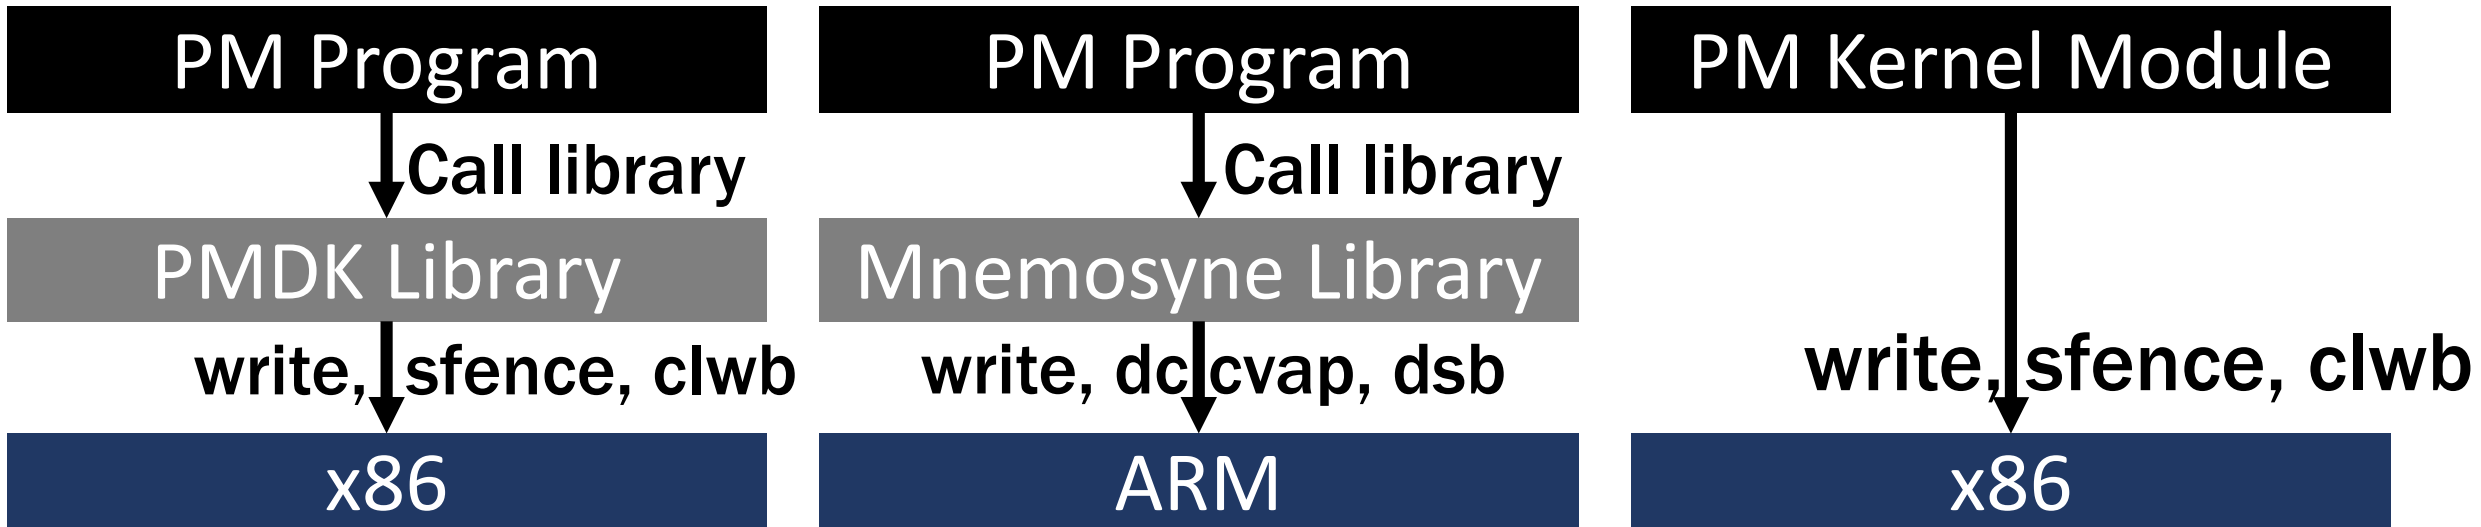 PM Program
Call library
PMDK Library
write, sfence, clwb
x86
PM Program
Call library
Mnemosyne Library
write, dc cvap, dsb
ARM
PM Kernel Module
write, sfence, clwb
x86